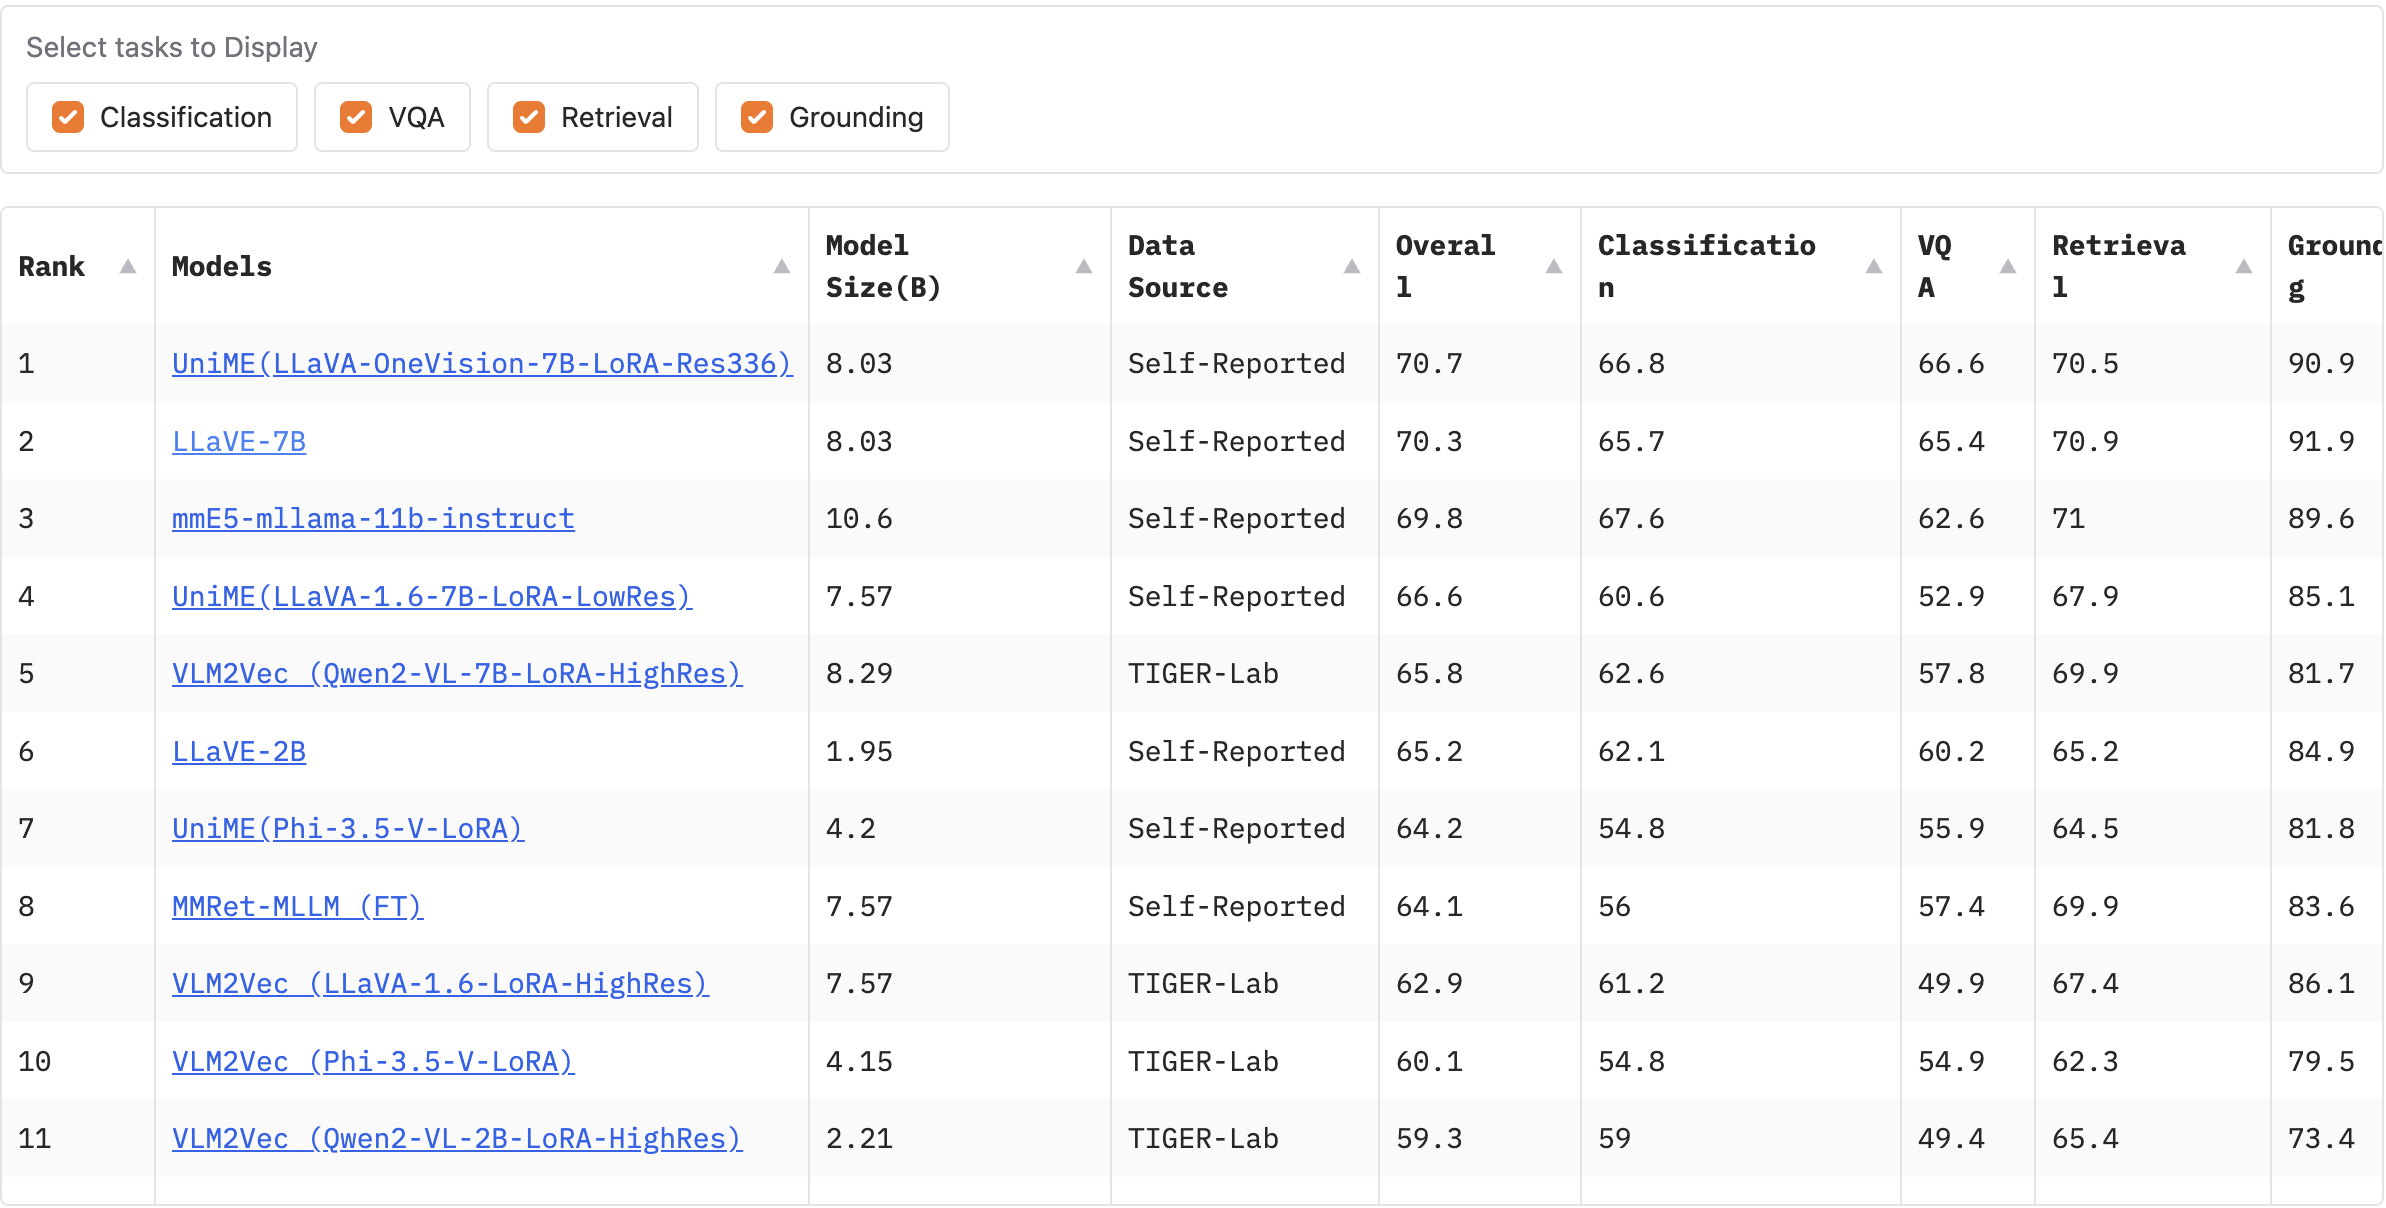 Select tasks to Display
Classification VQA Retrieval Grounding
Rank Models Model Size(B) Data Source Overal l Classificatio n VQ A Retrieva l Ground g
1 UniME(LLaVA-OneVision-7B-LoRA-Res336) 8.03 Self-Reported 70.7 66.8 66.6 70.5 90.9
2 LLaVE-7B 8.03 Self-Reported 70.3 65.7 65.4 70.9 91.9
3 mmE5-mllama-11b-instruct 10.6 Self-Reported 69.8 67.6 62.6 71 89.6
4 UniME(LLaVA-1.6-7B-LoRA-LowRes) 7.57 Self-Reported 66.6 60.6 52.9 67.9 85.1
5 VLM2Vec (Qwen2-VL-7B-LoRA-HighRes) 8.29 TIGER-Lab 65.8 62.6 57.8 69.9 81.7
6 LLaVE-2B 1.95 Self-Reported 65.2 62.1 60.2 65.2 84.9
7 UniME(Phi-3.5-V-LoRA) 4.2 Self-Reported 64.2 54.8 55.9 64.5 81.8
8 MMRet-MLLM (FT) 7.57 Self-Reported 64.1 56 57.4 69.9 83.6
9 VLM2Vec (LLaVA-1.6-LoRA-HighRes) 7.57 TIGER-Lab 62.9 61.2 49.9 67.4 86.1
10 VLM2Vec (Phi-3.5-V-LoRA) 4.15 TIGER-Lab 60.1 54.8 54.9 62.3 79.5
11 VLM2Vec (Qwen2-VL-2B-LoRA-HighRes) 2.21 TIGER-Lab 59.3 59 49.4 65.4 73.4